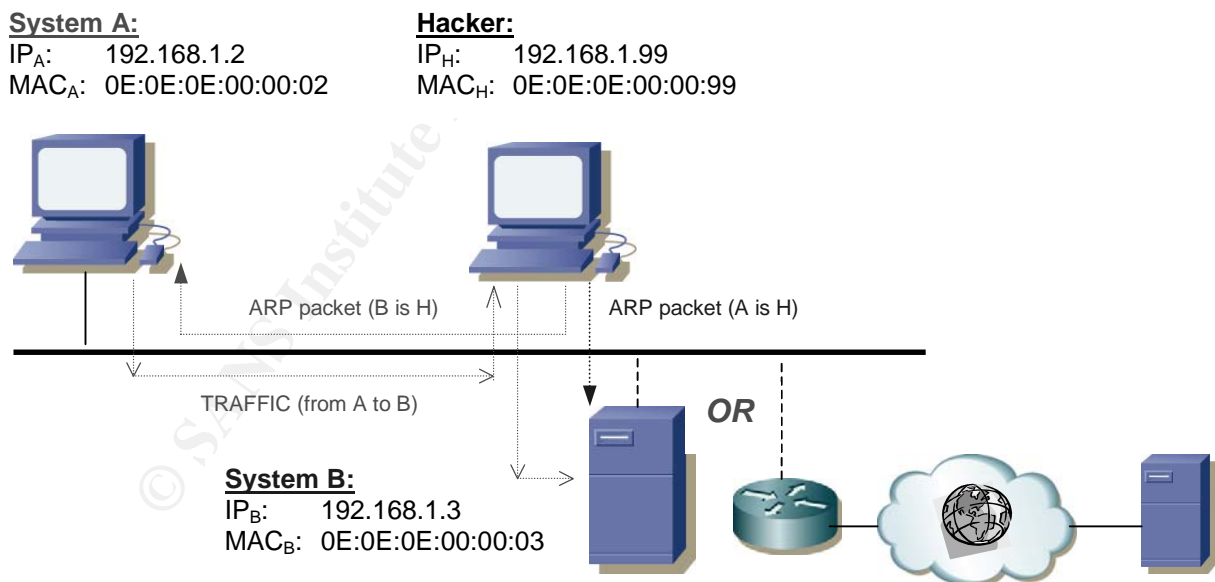 System A:
IPA: 192.168.1.2
MACA: 0E:0E:0E:00:00:02
Hacker:
IPH: 192.168.1.99
MACH: 0E:0E:0E:00:00:99
ARP packet (B is H)
ARP packet (A is H)
TRAFFIC (from A to B)
OR
System B:
IPB: 192.168.1.3
MACB: 0E:0E:0E:00:00:03
© SANS Institute